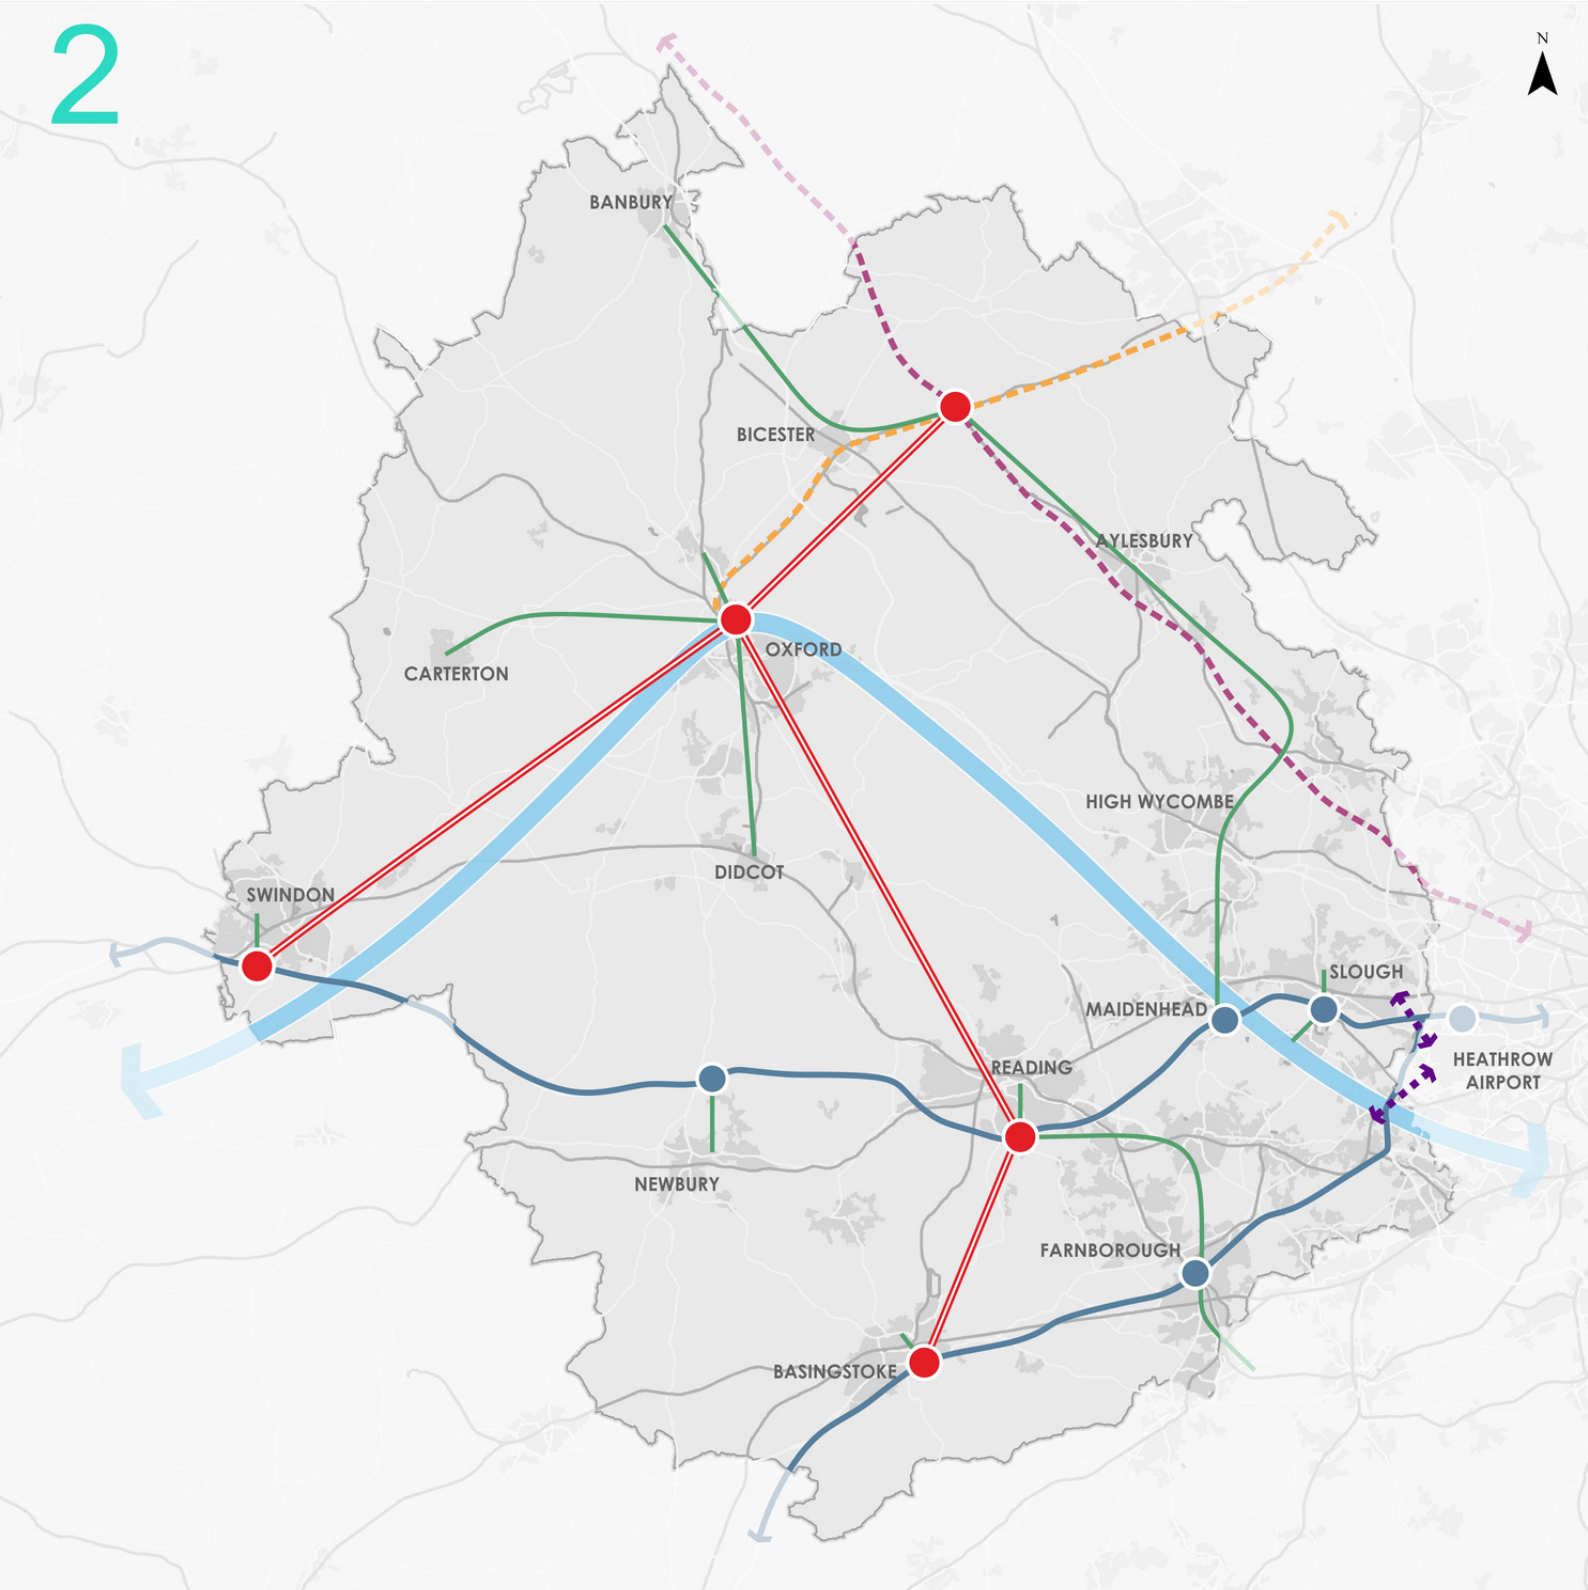 2
N
BANBURY
BICESTER
AYLESBURY
OXFORD
CARTERTON
HIGH WYCOMBE
DIDCOT
SWINDON
SLOUGH
MAIDENHEAD
HEATHROW
AIRPORT
READING
NEWBURY
FARNBOROUGH
BASINGSTOKE